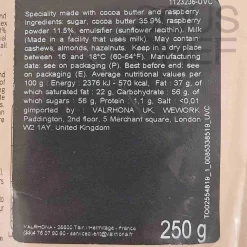 1123236-UVC
Speciality made with cocoa butter and raspberry
ingredients: sugar, cocoa butter 35.9%, raspberry
powder 11.5%, emulsifier (sunflower lecithin). Milk
(Made in a facility that uses milk). May contain
cashews, almonds, hazelnuts. Keep in a dry place
between 16 and 18°C (60-64°F). Manufacturing
date: see on packaging (P). Best before end: see
on packaging (E). Average nutritional values per
100 g : Energy : 2376 kJ - 570 kcal, Fat : 37 g, of
which saturated fat : 22 g, Carbohydrate : 56 g, of
which sugars : 56 g, Protein : 1,1 g, Salt : <0,01
gimported by : VALRHONA UK, WEWORK
Paddington, 2nd floor, 5 Merchant square, London
W2 1AY, United Kingdom
250 g
VALRHONA - 26600 Tain l'Hermitage - France